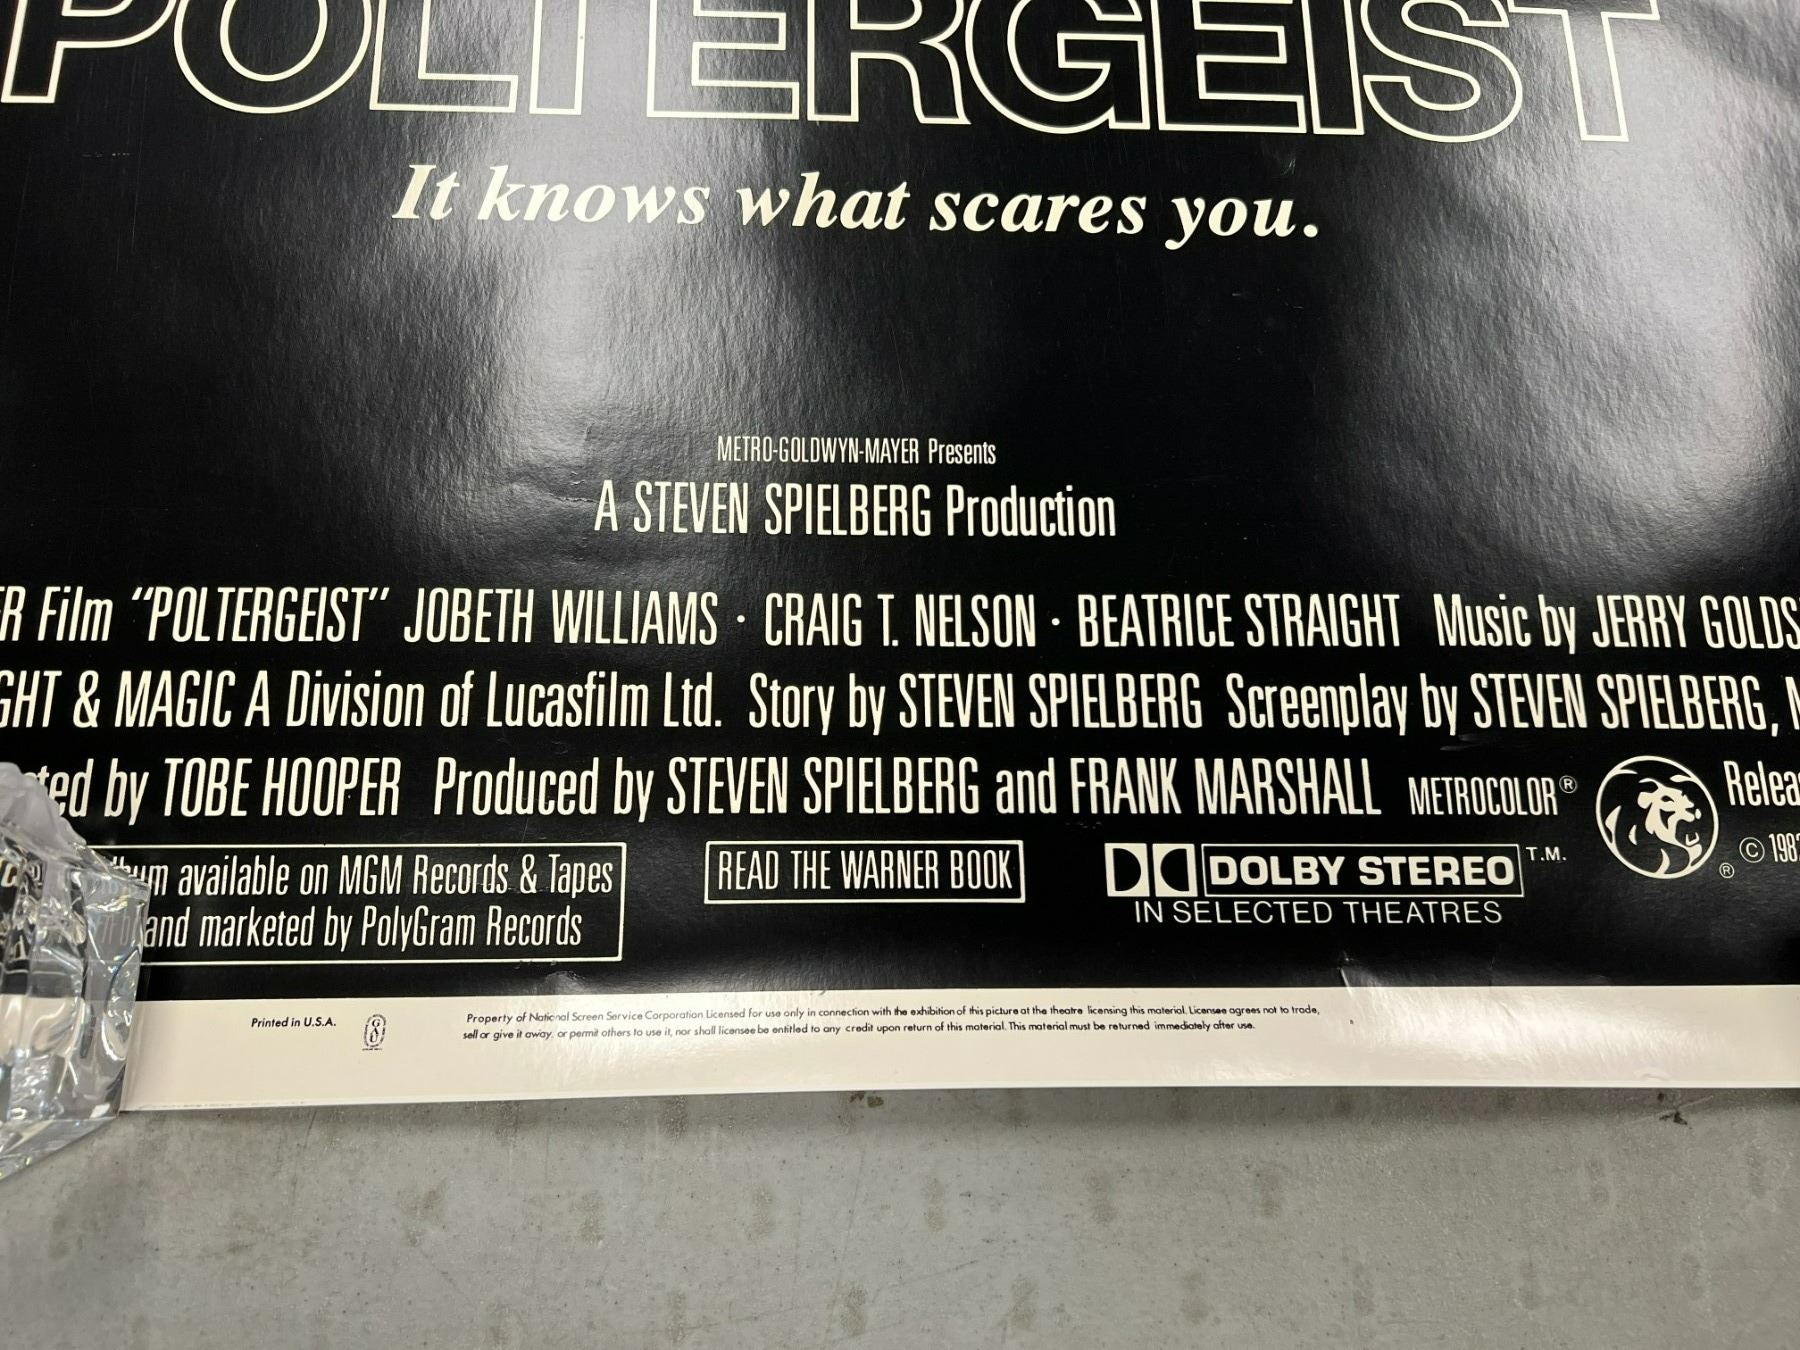 POLTERGEIST
It knows what scares you.
METRO-GOLDWYN-MAYER Presents
A STEVEN SPIELBERG Production
R Film "POLTERGEIST" JOBETH WILLIAMS · CRAIG T. NELSON · BEATRICE STRAIGHT Music by JERRY GOLDS
GHT & MAGIC A Division of Lucasfilm Ltd. Story by STEVEN SPIELBERG Screenplay by STEVEN SPIELBERG,
ted by TOBE HOOPER Produced by STEVEN SPIELBERG and FRANK MARSHALL METROCOLOR® Relea
um available on MGM Records & Tapes
and marketed by PolyGram Records
READ THE WARNER BOOK
DOLBY STEREO T.M.
IN SELECTED THEATRES
® © 198
Printed in U.S.A.
Property of National Screen Service Corporation Licensed for use only in connection with the exhibition of this picture at the theatre licensing this material. Licensee agrees not to trade,
sell or give it away, or permit others to use it, nor shall licensee be entitled to any credit upon return of this material. This material must be returned immediately after use.